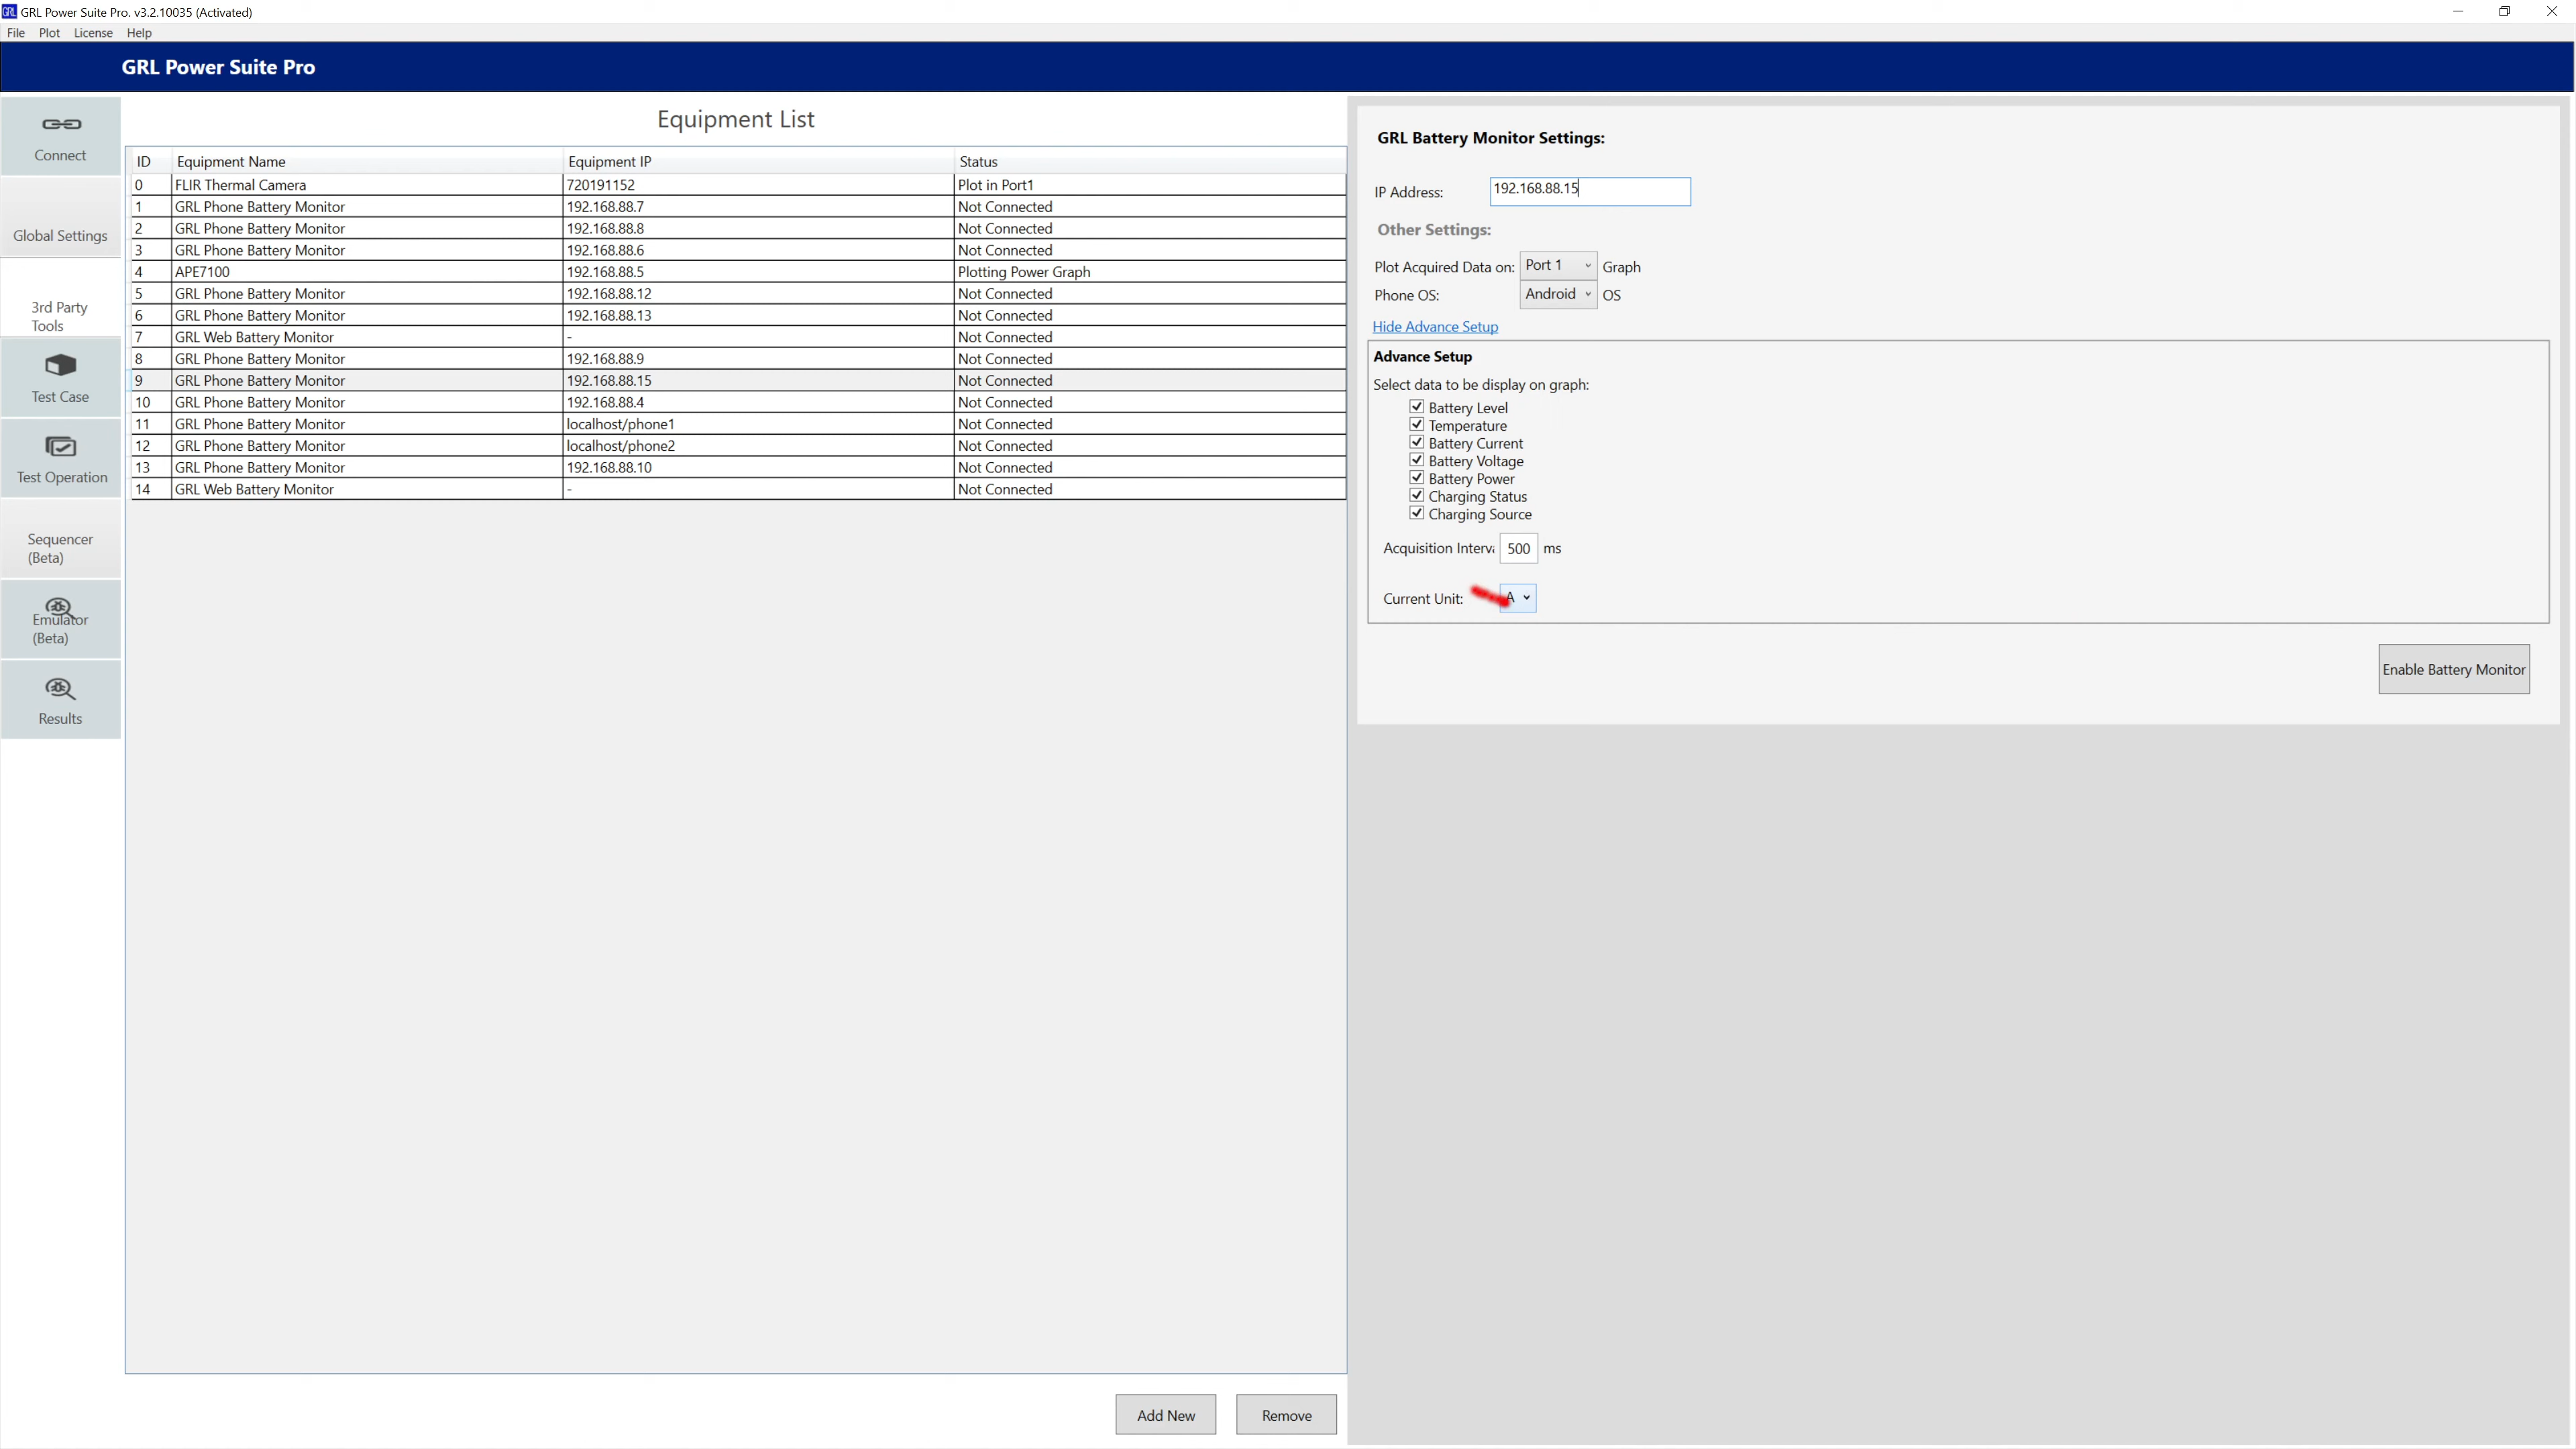 GRL GRL Power Suite Pro. v3.2.10035 (Activated)
File Plot License Help
GRL Power Suite Pro
Connect
Global Settings
3rd Party
Tools
Test Case
Test Operation
Sequencer
(Beta)
Emulator
(Beta)
Results
Equipment List
ID Equipment Name Equipment IP Status
0 FLIR Thermal Camera 720191152 Plot in Port1
1 GRL Phone Battery Monitor 192.168.88.7 Not Connected
2 GRL Phone Battery Monitor 192.168.88.8 Not Connected
3 GRL Phone Battery Monitor 192.168.88.6 Not Connected
4 APE7100 192.168.88.5 Plotting Power Graph
5 GRL Phone Battery Monitor 192.168.88.12 Not Connected
6 GRL Phone Battery Monitor 192.168.88.13 Not Connected
7 GRL Web Battery Monitor - Not Connected
8 GRL Phone Battery Monitor 192.168.88.9 Not Connected
9 GRL Phone Battery Monitor 192.168.88.15 Not Connected
10 GRL Phone Battery Monitor 192.168.88.4 Not Connected
11 GRL Phone Battery Monitor localhost/phone1 Not Connected
12 GRL Phone Battery Monitor localhost/phone2 Not Connected
13 GRL Phone Battery Monitor 192.168.88.10 Not Connected
14 GRL Web Battery Monitor - Not Connected
Add New Remove
GRL Battery Monitor Settings:
IP Address: 192.168.88.15
Other Settings:
Plot Acquired Data on: Port 1 Graph
Phone OS: Android OS
Hide Advance Setup
Advance Setup
Select data to be display on graph:
Battery Level
Temperature
Battery Current
Battery Voltage
Battery Power
Charging Status
Charging Source
Acquisition Interv 500 ms
Current Unit: A
Enable Battery Monitor